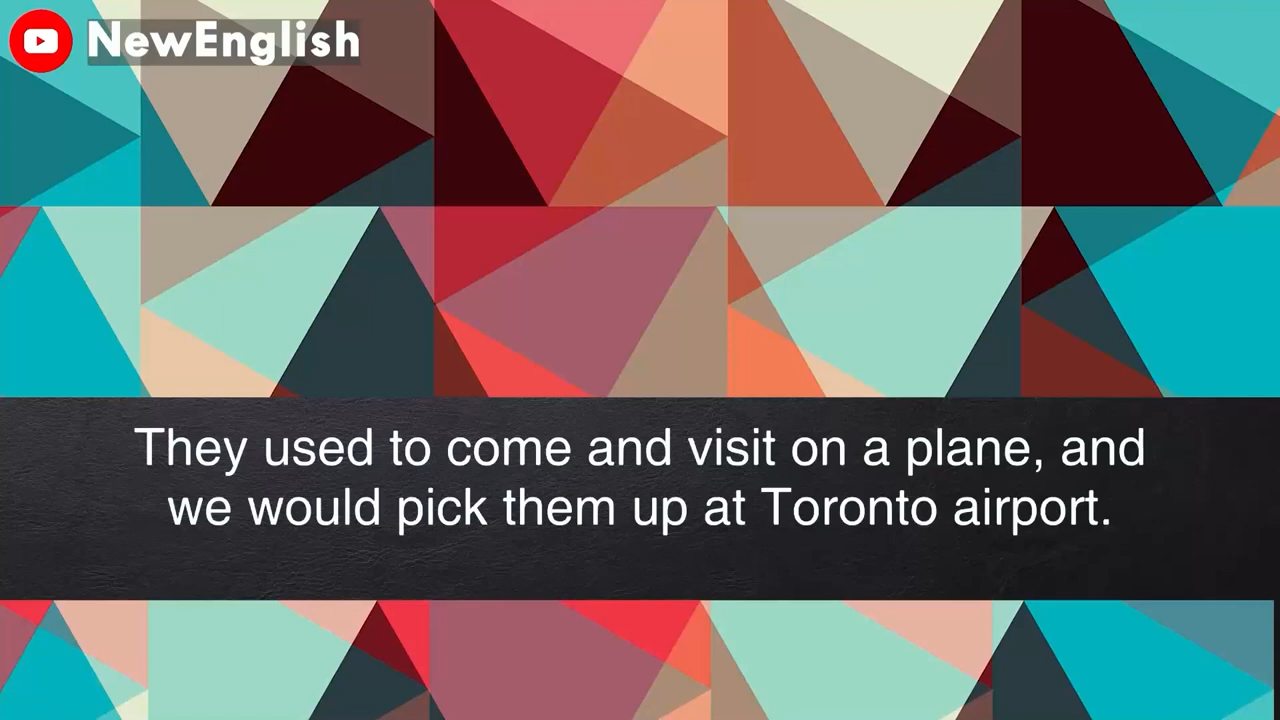 NewEnglish
They used to come and visit on a plane, and
we would pick them up at Toronto airport.